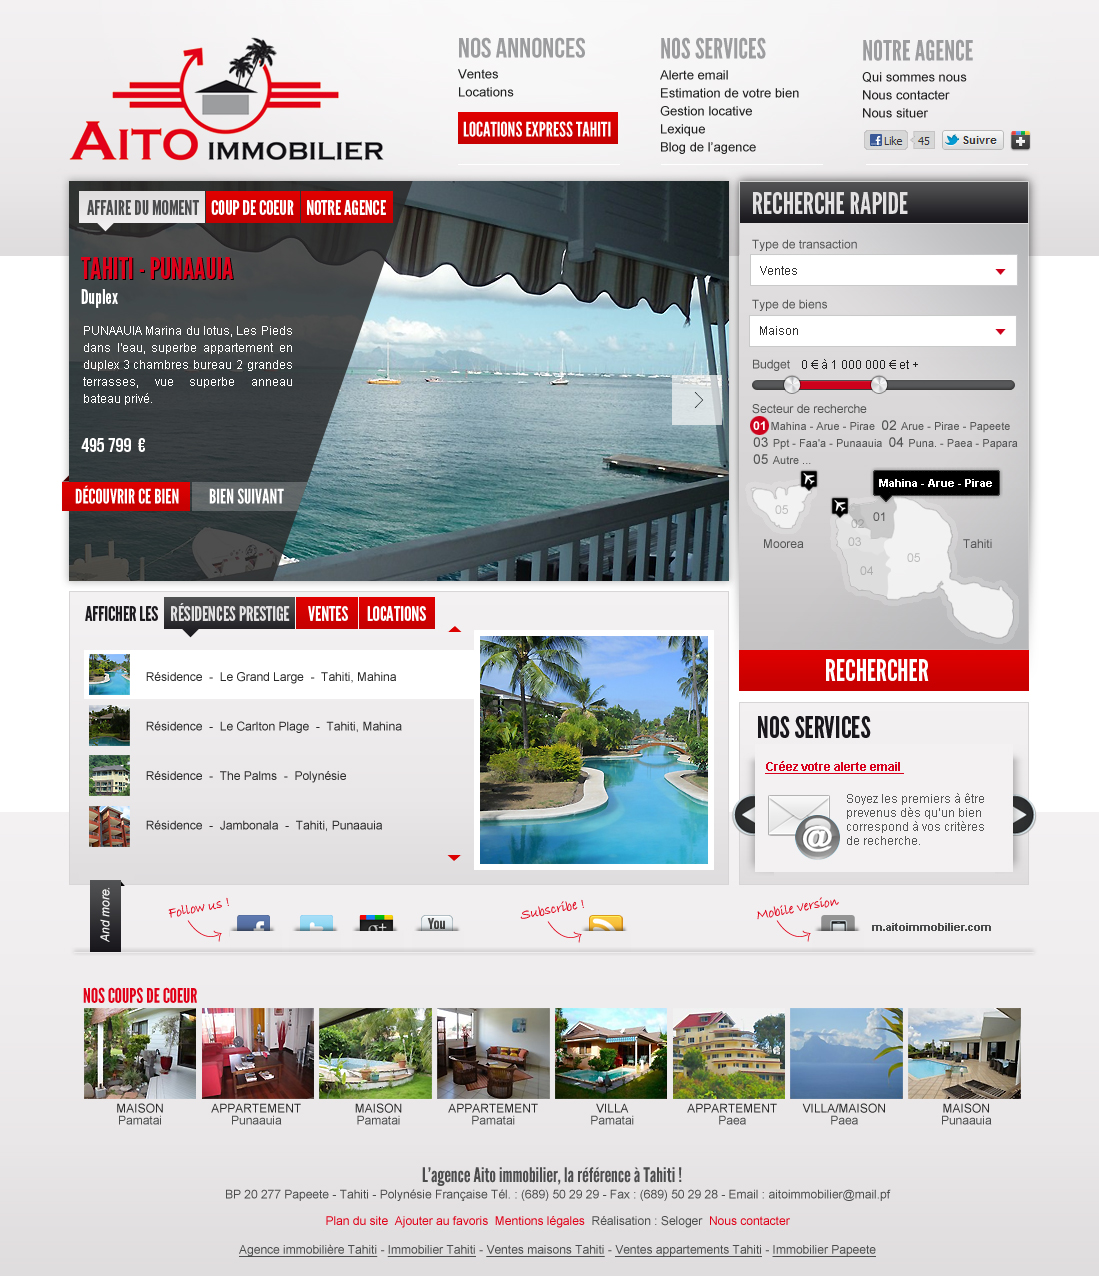 AITO IMMOBILIER
NOS ANNONCES
Ventes
Locations
LOCATIONS EXPRESS TAHITI
NOS SERVICES
Alerte email
Estimation de votre bien
Gestion locative
Lexique
Blog de l'agence
NOTRE AGENCE
Qui sommes nous
Nous contacter
Nous situer
Like 45 Suivre
AFFAIRE DU MOMENT COUP DE COEUR NOTRE AGENCE
TAHITI - PUNAAUIA
Duplex
PUNAAUIA Marina du lotus, Les Pieds
dans l'eau, superbe appartement en
duplex 3 chambres bureau 2 grandes
terrasses, vue superbe anneau
bateau privé.
495 799 €
DÉCOUVRIR CE BIEN BIEN SUIVANT
RECHERCHE RAPIDE
Type de transaction
Ventes
Type de biens
Maison
Budget 0 € à 1 000 000 € et +
Secteur de recherche
01 Mahina - Arue - Pirae 02 Arue - Pirae - Papeete
03 Ppt - Faa'a - Punaauia 04 Puna. - Paea - Papara
05 Autre ...
Mahina - Arue - Pirae
05
01
02
03
04
05
Moorea
Tahiti
RECHERCHER
AFFICHER LES RÉSIDENCES PRESTIGE VENTES LOCATIONS
Résidence - Le Grand Large - Tahiti, Mahina
Résidence - Le Carlton Plage - Tahiti, Mahina
Résidence - The Palms - Polynésie
Résidence - Jambonala - Tahiti, Punaauia
NOS SERVICES
Créez votre alerte email
Soyez les premiers à être
prevenus dès qu'un bien
correspond à vos critères
de recherche.
And more.
Follow us !
g+
You
Subscribe !
Mobile version
m.aitoimmobilier.com
NOS COUPS DE COEUR
MAISON
Pamatai
APPARTEMENT
Punaauia
MAISON
Pamatai
APPARTEMENT
Pamatai
VILLA
Pamatai
APPARTEMENT
Paea
VILLA/MAISON
Paea
MAISON
Punaauia
L'agence Aito immobilier, la référence à Tahiti !
BP 20 277 Papeete - Tahiti - Polynésie Française Tél. : (689) 50 29 29 - Fax : (689) 50 29 28 - Email : aitoimmobilier@mail.pf
Plan du site Ajouter au favoris Mentions légales Réalisation : Seloger Nous contacter
Agence immobilière Tahiti - Immobilier Tahiti - Ventes maisons Tahiti - Ventes appartements Tahiti - Immobilier Papeete